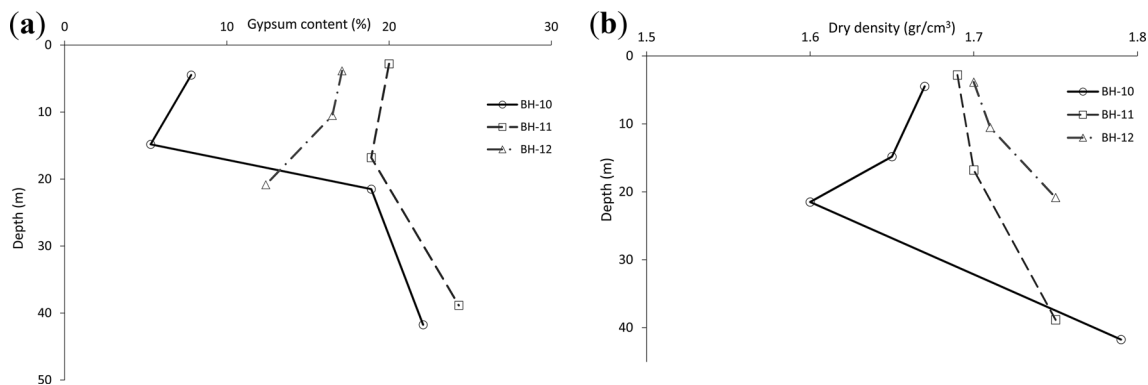 (a)
Gypsum content (%)
0 10 20 30
0
10
20
30
40
50
Depth (m)
BH-10
BH-11
BH-12
(b)
Dry density (gr/cm³)
1.5 1.6 1.7 1.8
0
10
20
30
40
Depth (m)
BH-10
BH-11
BH-12